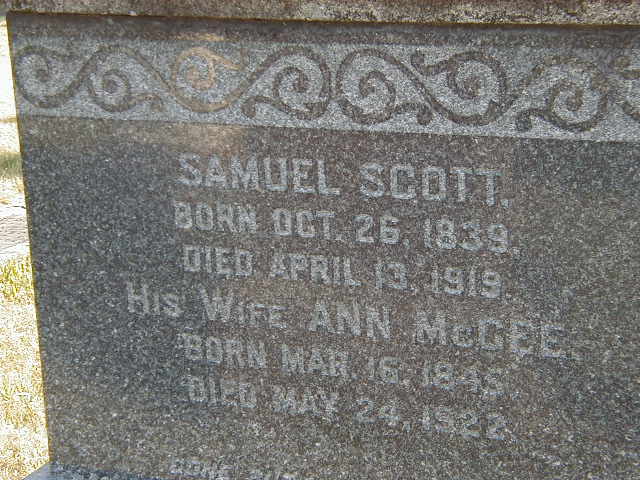 SAMUEL SCOTT.
BORN OCT. 26, 1839.
DIED APRIL 13, 1919.
HIS WIFE ANN McGEE.
BORN MAR. 16, 1845.
DIED MAY 24, 1922.
GONE